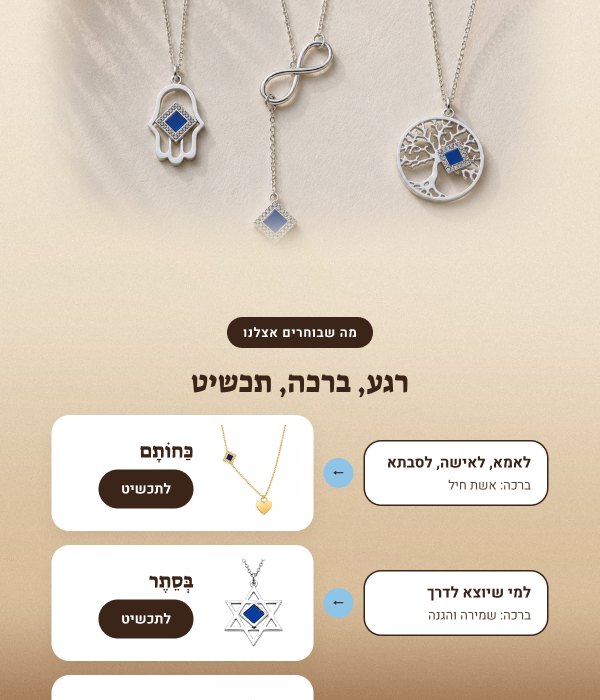 מה שבוחרים אצלנו
רגע, ברכה, תכשיט
לאמא, לאישה, לסבתא
ברכה: אשת חיל
←
כַּחוֹתָם
לתכשיט
למי שיוצא לדרך
ברכה: שמירה והגנה
←
בְּסֵתֶר
לתכשיט